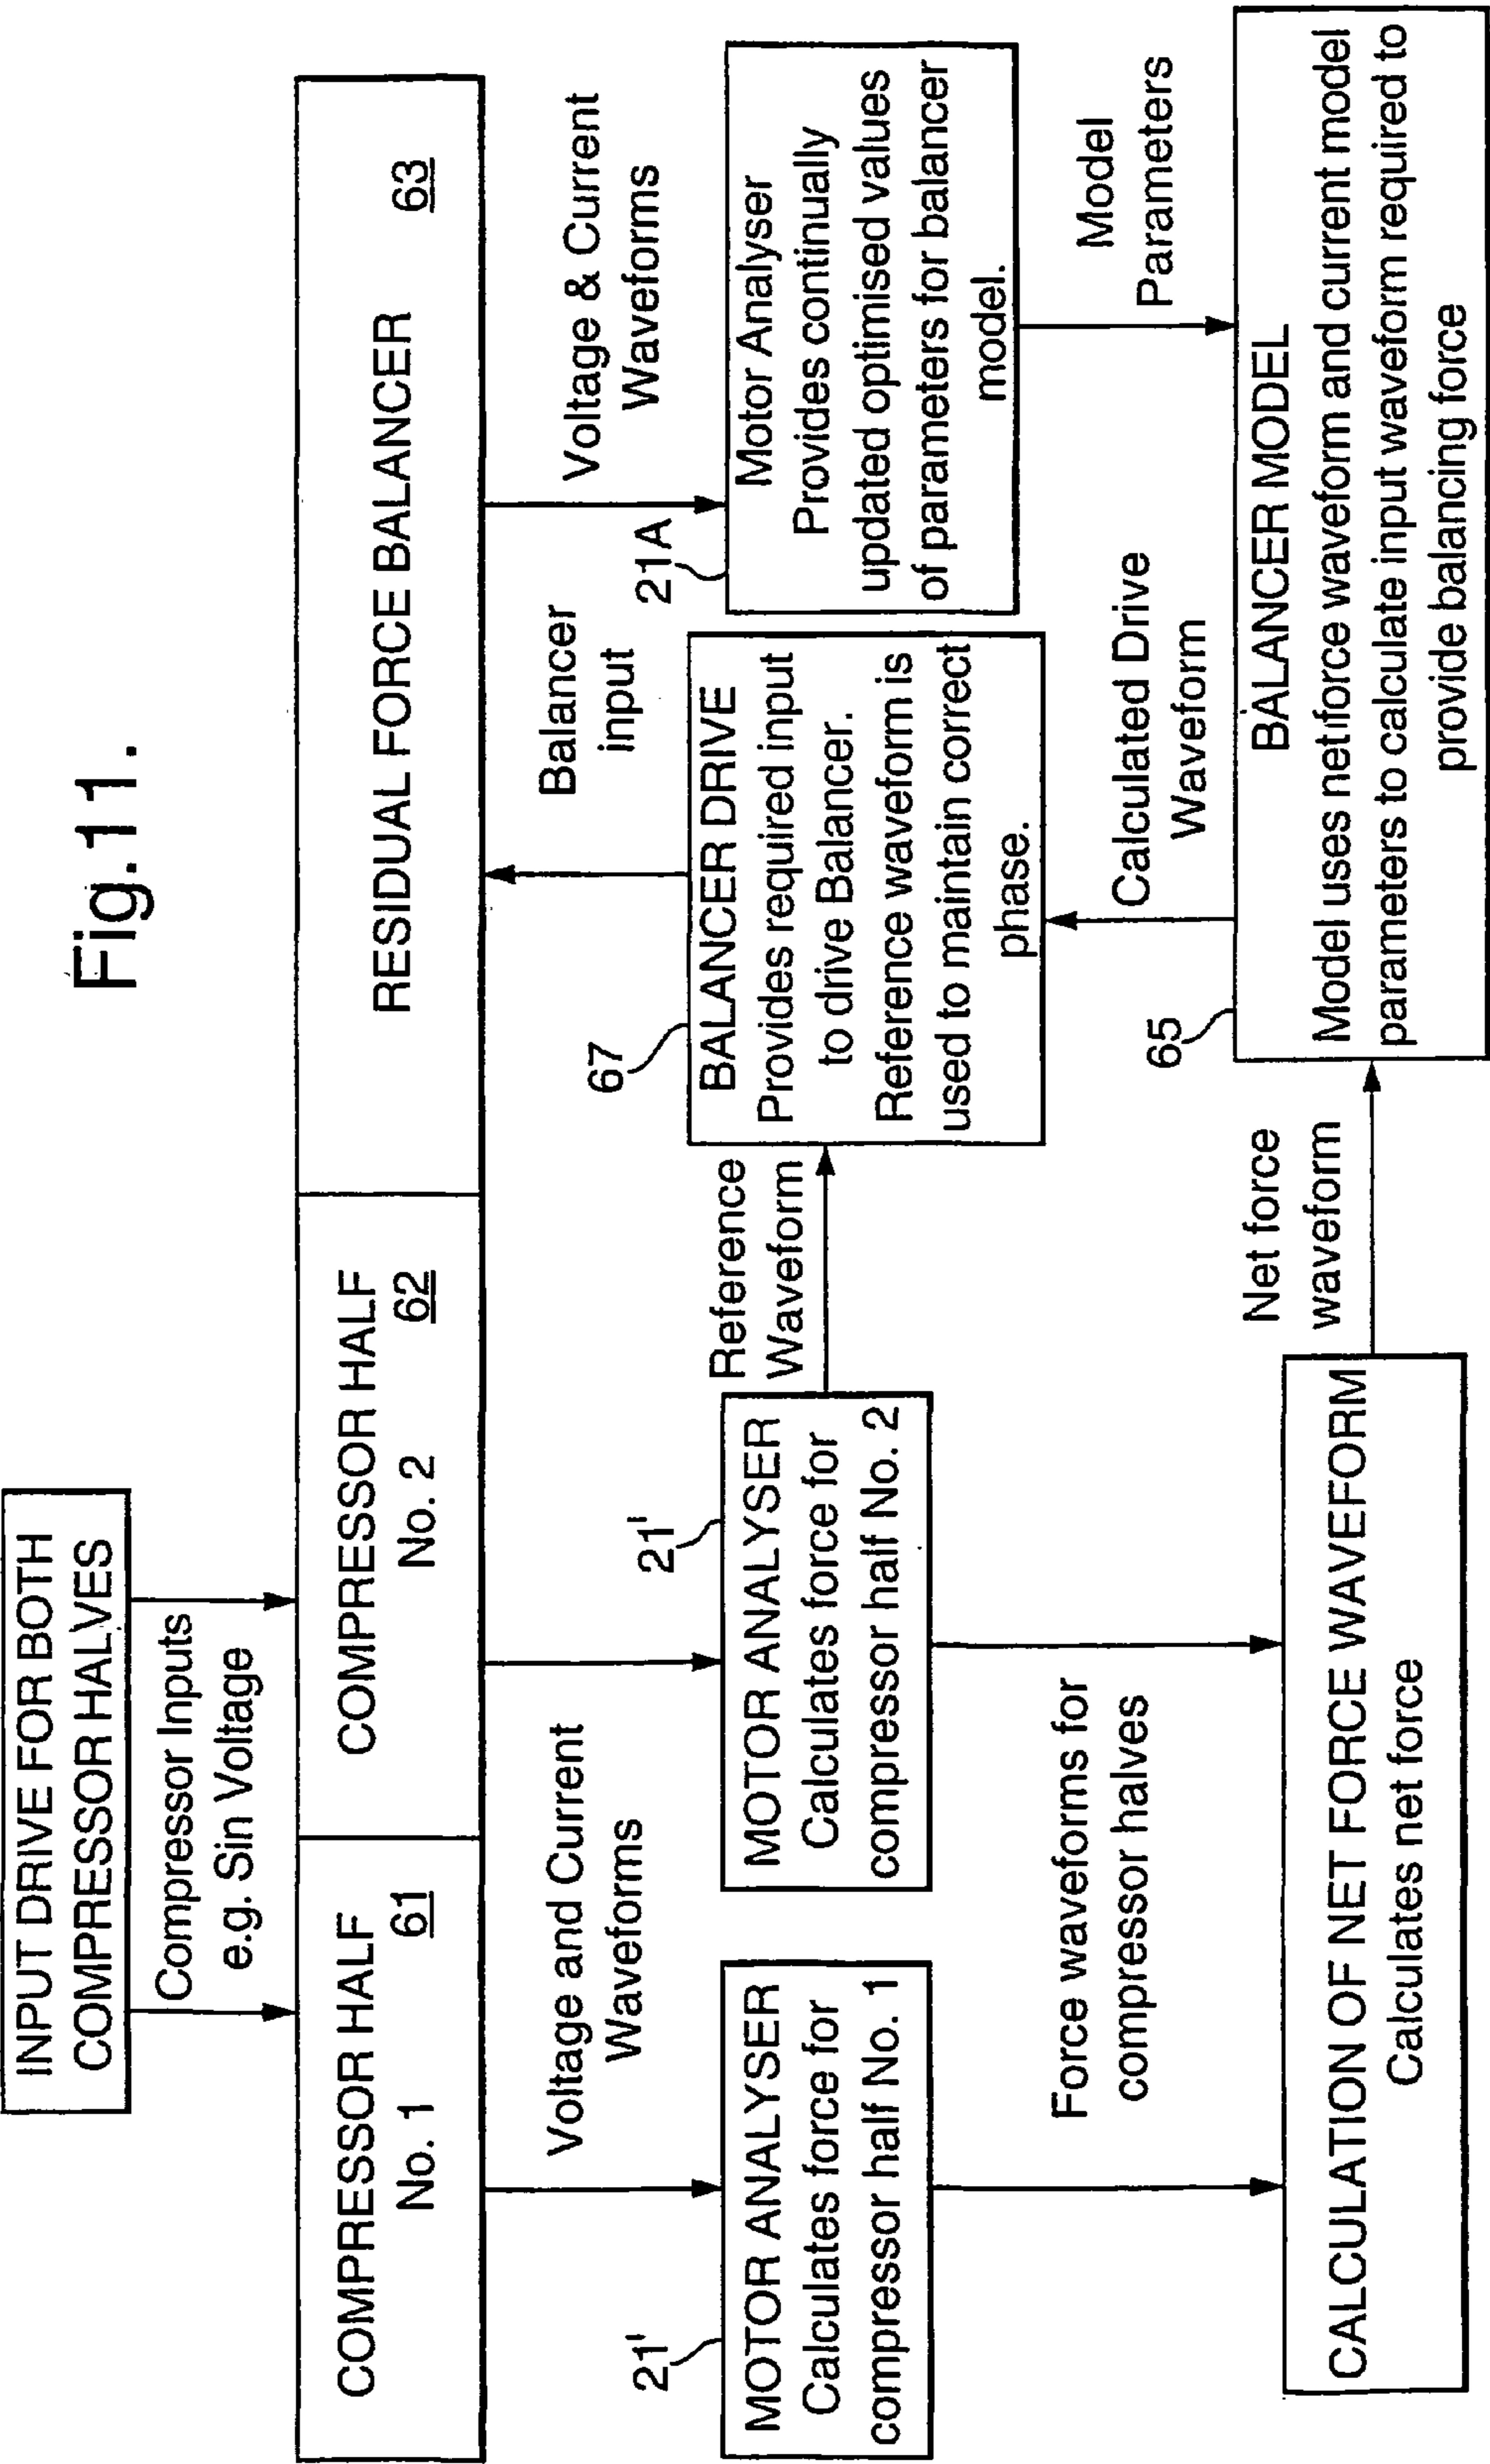 Fig.11.
INPUT DRIVE FOR BOTH
COMPRESSOR HALVES
Compressor Inputs
e.g. Sin Voltage
COMPRESSOR HALF
No. 1
61
COMPRESSOR HALF
No. 2
62
RESIDUAL FORCE BALANCER
63
Voltage and Current
Waveforms
Balancer
input
Voltage & Current
Waveforms
21'
MOTOR ANALYSER
Calculates force for
compressor half No. 1
21'
MOTOR ANALYSER
Calculates force for
compressor half No. 2
Reference
Waveform
67
BALANCER DRIVE
Provides required input
to drive Balancer.
Reference waveform is
used to maintain correct
phase.
21A
Motor Analyser
Provides continually
updated optimised values
of parameters for balancer
model.
Force waveforms for
compressor halves
Calculated Drive
Waveform
Model
Parameters
CALCULATION OF NET FORCE WAVEFORM
Calculates net force
Net force
waveform
65
BALANCER MODEL
Model uses netiforce waveform and current model
parameters to calculate input waveform required to
provide balancing force